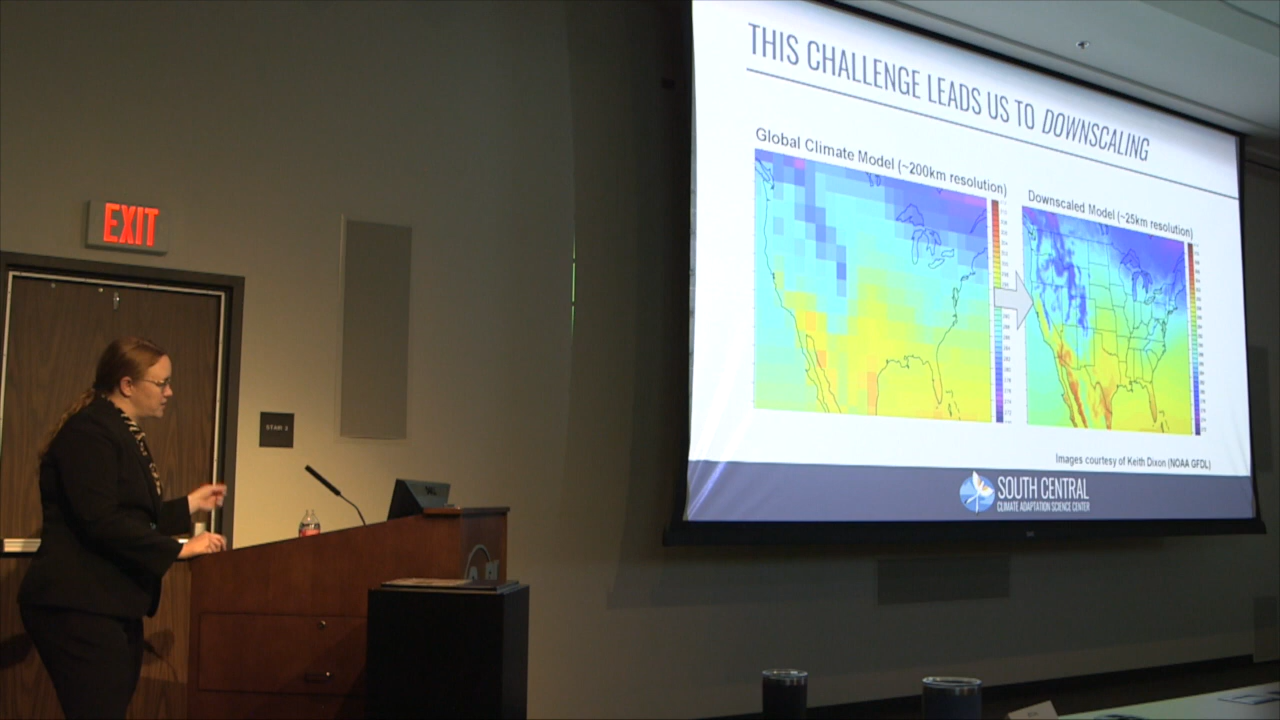 THIS CHALLENGE LEADS US TO DOWNSCALING
Global Climate Model (~200km resolution)
Downscaled Model (~25km resolution)
Images courtesy of Keith Dixon (NOAA GFDL)
SOUTH CENTRAL
CLIMATE ADAPTATION SCIENCE CENTER
EXIT